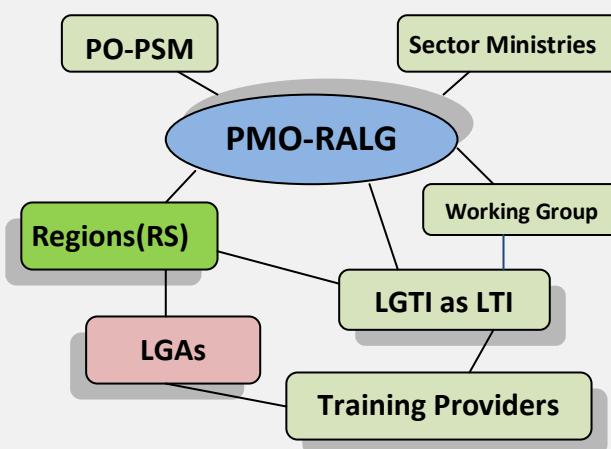 PO-PSM
Sector Ministries
PMO-RALG
Regions(RS)
Working Group
LGTI as LTI
LGAs
Training Providers